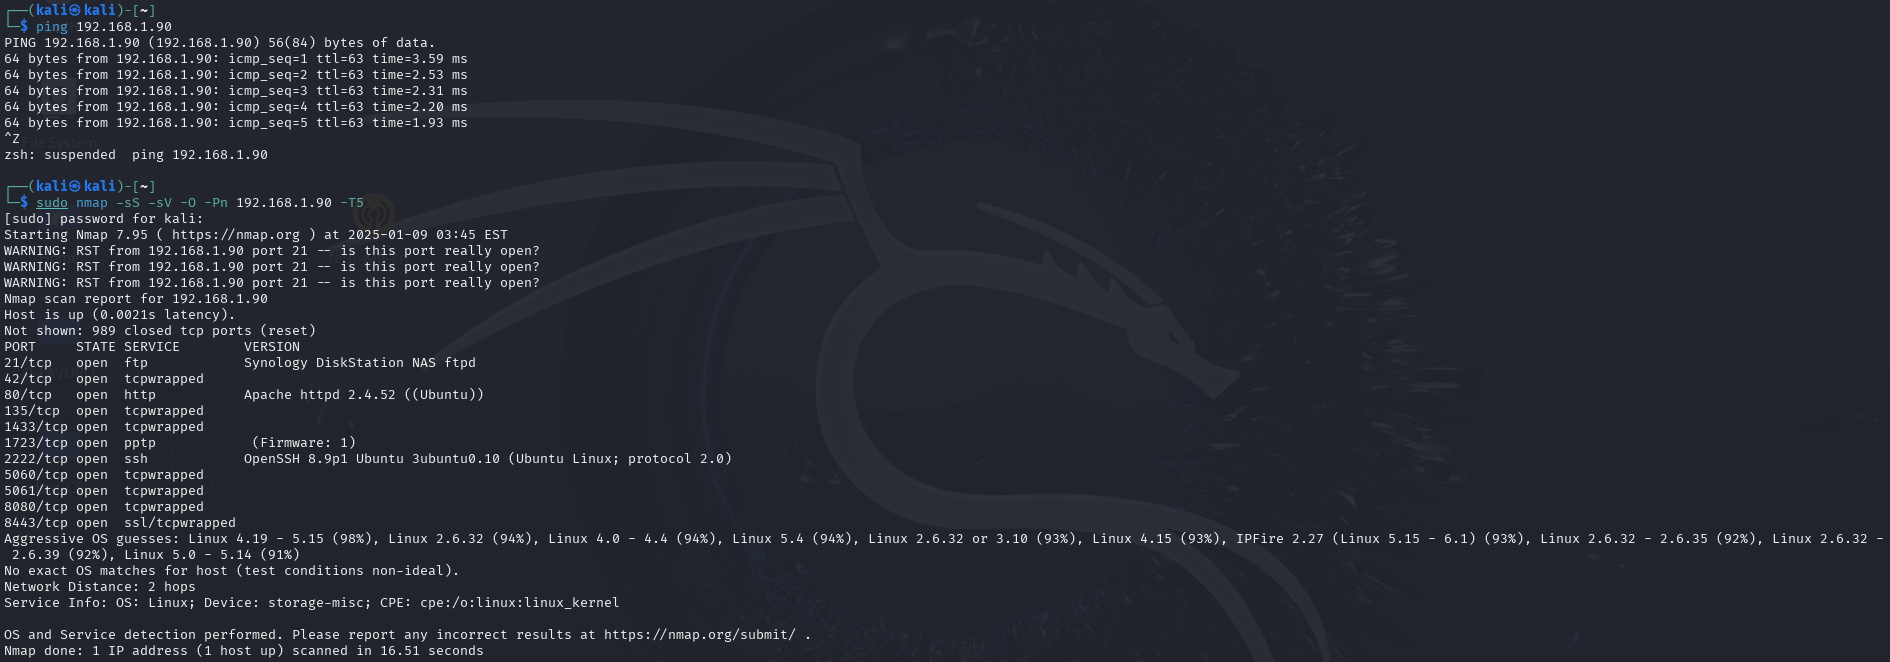 ┌──(kali㉿kali)-[~]
└─$ ping 192.168.1.90
PING 192.168.1.90 (192.168.1.90) 56(84) bytes of data.
64 bytes from 192.168.1.90: icmp_seq=1 ttl=63 time=3.59 ms
64 bytes from 192.168.1.90: icmp_seq=2 ttl=63 time=2.53 ms
64 bytes from 192.168.1.90: icmp_seq=3 ttl=63 time=2.31 ms
64 bytes from 192.168.1.90: icmp_seq=4 ttl=63 time=2.20 ms
64 bytes from 192.168.1.90: icmp_seq=5 ttl=63 time=1.93 ms
^Z
File System
zsh: suspended  ping 192.168.1.90
┌──(kali㉿kali)-[~]
└─$ sudo nmap -sS -sV -O -Pn 192.168.1.90 -T5
[sudo] password for kali:
Starting Nmap 7.95 ( https://nmap.org ) at 2025-01-09 03:45 EST
WARNING: RST from 192.168.1.90 port 21 -- is this port really open?
WARNING: RST from 192.168.1.90 port 21 -- is this port really open?
WARNING: RST from 192.168.1.90 port 21 -- is this port really open?
Nmap scan report for 192.168.1.90
Host is up (0.0021s latency).
Not shown: 989 closed tcp ports (reset)
PORT     STATE SERVICE        VERSION
21/tcp   open  ftp            Synology DiskStation NAS ftpd
42/tcp   open  tcpwrapped
80/tcp   open  http           Apache httpd 2.4.52 ((Ubuntu))
135/tcp  open  tcpwrapped
1433/tcp open  tcpwrapped
1723/tcp open  pptp            (Firmware: 1)
2222/tcp open  ssh            OpenSSH 8.9p1 Ubuntu 3ubuntu0.10 (Ubuntu Linux; protocol 2.0)
5060/tcp open  tcpwrapped
5061/tcp open  tcpwrapped
8080/tcp open  tcpwrapped
8443/tcp open  ssl/tcpwrapped
Aggressive OS guesses: Linux 4.19 - 5.15 (98%), Linux 2.6.32 (94%), Linux 4.0 - 4.4 (94%), Linux 5.4 (94%), Linux 2.6.32 or 3.10 (93%), Linux 4.15 (93%), IPFire 2.27 (Linux 5.15 - 6.1) (93%), Linux 2.6.32 - 2.6.35 (92%), Linux 2.6.32 -
 2.6.39 (92%), Linux 5.0 - 5.14 (91%)
No exact OS matches for host (test conditions non-ideal).
Network Distance: 2 hops
Service Info: OS: Linux; Device: storage-misc; CPE: cpe:/o:linux:linux_kernel
OS and Service detection performed. Please report any incorrect results at https://nmap.org/submit/ .
Nmap done: 1 IP address (1 host up) scanned in 16.51 seconds